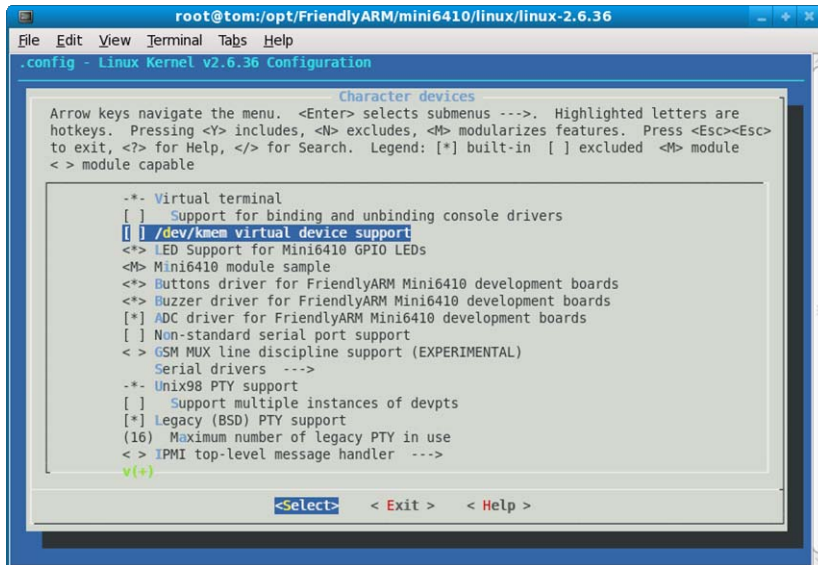 root@tom:/opt/FriendlyARM/mini6410/linux/linux-2.6.36
File Edit View Terminal Tabs Help
.config - Linux Kernel v2.6.36 Configuration
Character devices
Arrow keys navigate the menu. <Enter> selects submenus --->. Highlighted letters are
hotkeys. Pressing <Y> includes, <N> excludes, <M> modularizes features. Press <Esc><Esc>
to exit, <?> for Help, </> for Search. Legend: [*] built-in [ ] excluded <M> module
< > module capable
-*- Virtual terminal
[ ] Support for binding and unbinding console drivers
[ ] /dev/kmem virtual device support
<*> LED Support for Mini6410 GPIO LEDs
<M> Mini6410 module sample
<*> Buttons driver for FriendlyARM Mini6410 development boards
<*> Buzzer driver for FriendlyARM Mini6410 development boards
[*] ADC driver for FriendlyARM Mini6410 development boards
[ ] Non-standard serial port support
< > GSM MUX line discipline support (EXPERIMENTAL)
Serial drivers --->
-*- Unix98 PTY support
[ ] Support multiple instances of devpts
[*] Legacy (BSD) PTY support
(16) Maximum number of legacy PTY in use
< > IPMI top-level message handler --->
v(+)
<Select> < Exit > < Help >